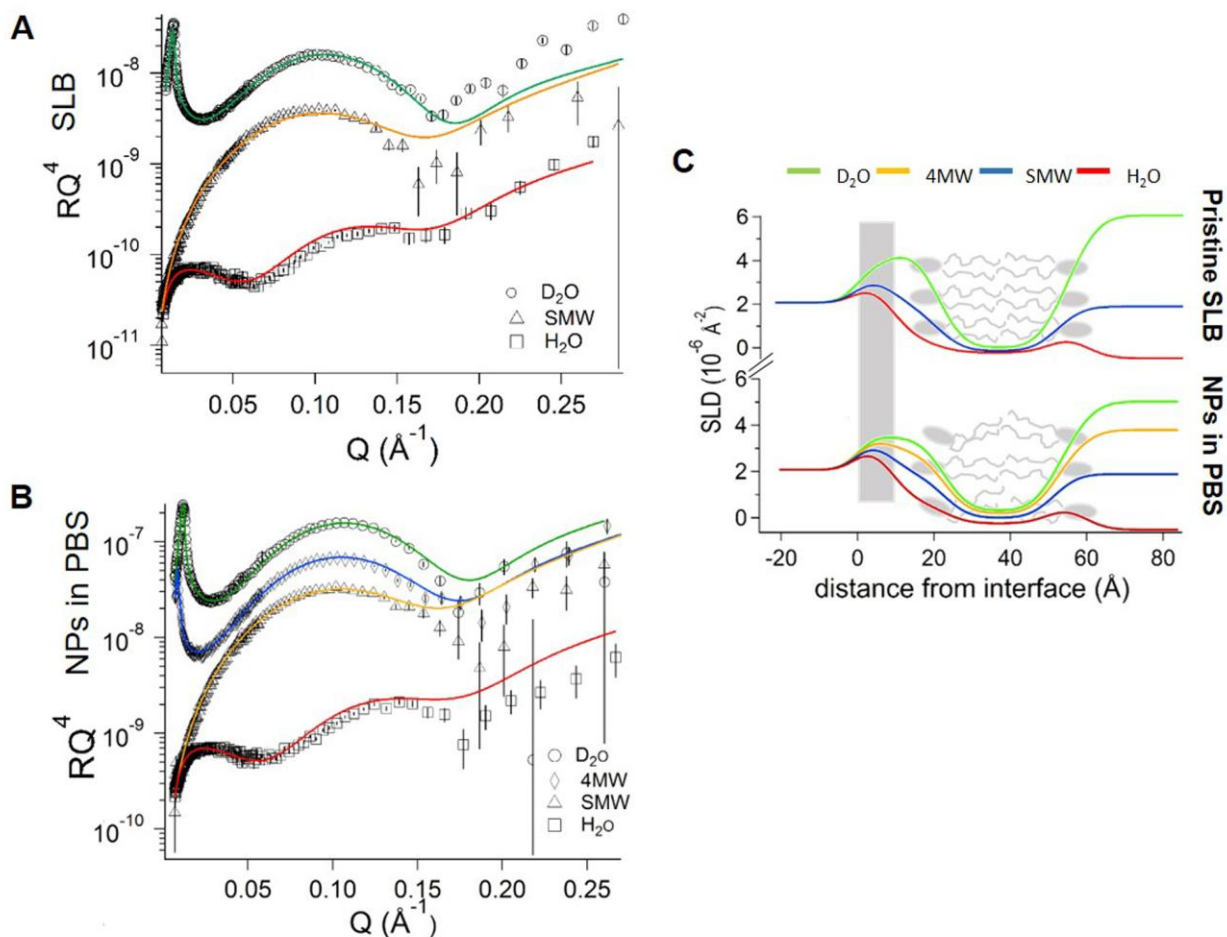 A
RQ⁴ SLB
10⁻⁸
10⁻⁹
10⁻¹⁰
10⁻¹¹
D₂O
SMW
H₂O
0.05 0.10 0.15 0.20 0.25
Q (Å⁻¹)
B
RQ⁴ NPs in PBS
10⁻⁷
10⁻⁸
10⁻⁹
10⁻¹⁰
D₂O
4MW
SMW
H₂O
0.05 0.10 0.15 0.20 0.25
Q (Å⁻¹)
C
D₂O 4MW SMW H₂O
SLD (10⁻⁶ Å⁻²)
6
4
2
0
6
4
2
0
Pristine SLB
NPs in PBS
-20 0 20 40 60 80
distance from interface (Å)